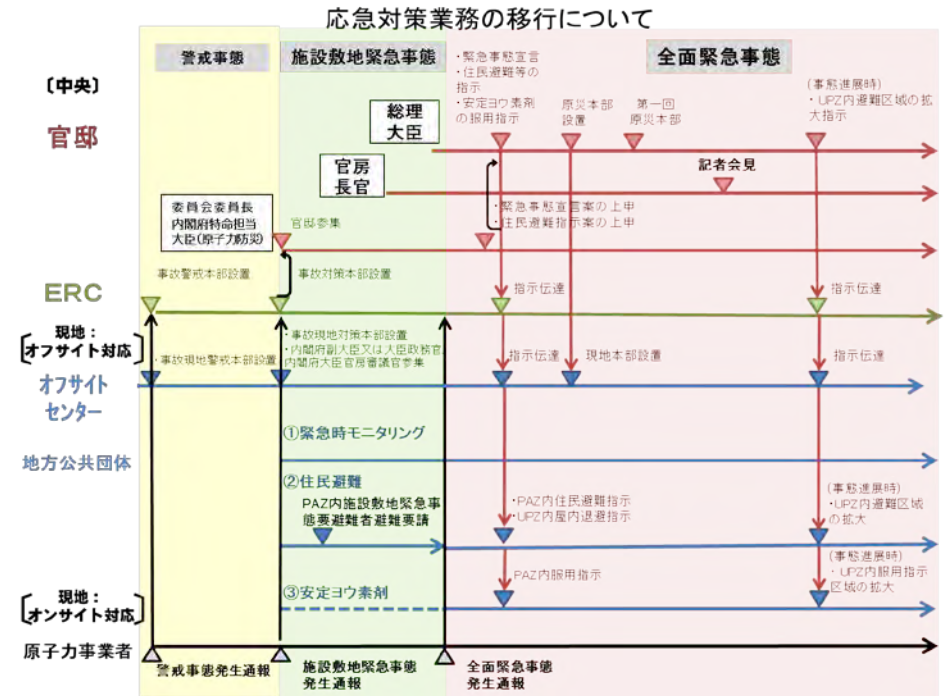 応急対策業務の移行について
警戒事態
施設敷地緊急事態
全面緊急事態
〔中央〕
・緊急事態宣言
・住民避難等の
指示
・安定ヨウ素剤
の服用指示
原災本部
設置
第一回
原災本部
(事態進展時)
・UPZ内避難区域の拡
大指示
官邸
総理
大臣
官房
長官
記者会見
委員会委員長
内閣府特命担当
大臣(原子力防災)
官邸参集
・緊急事態宣言案の上申
・住民避難指示案の上申
事故警戒本部設置
事故対策本部設置
指示伝達
指示伝達
ERC
現地：
オフサイト対応
・事故現地警戒本部設置
・事故現地対策本部設置
・内閣府副大臣又は大臣政務官
内閣府大臣官房審議官参集
指示伝達
現地本部設置
指示伝達
オフサイト
センター
①緊急時モニタリング
地方公共団体
②住民避難
PAZ内施設敷地緊急事
態要避難者避難要請
・PAZ内住民避難指示
・UPZ内屋内退避指示
(事態進展時)
・UPZ内避難区域
の拡大
PAZ内服用指示
(事態進展時)
・UPZ内服用指示
区域の拡大
③安定ヨウ素剤
現地：
オンサイト対応
原子力事業者
警戒事態発生通報
施設敷地緊急事態
発生通報
全面緊急事態
発生通報